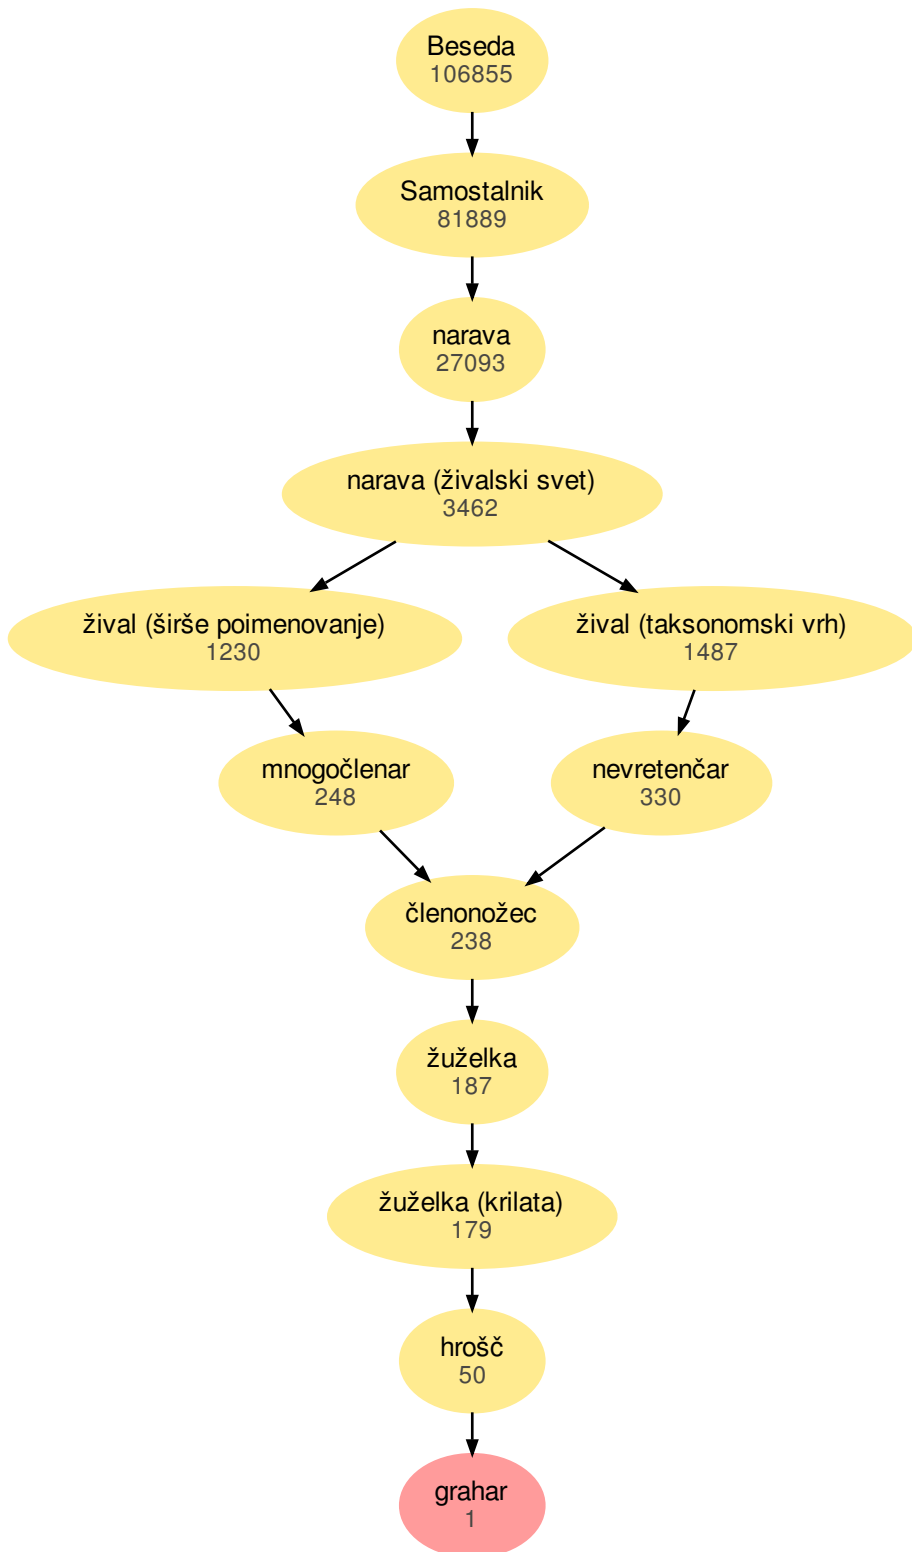 Beseda
106855
Samostalnik
81889
narava
27093
narava (živalski svet)
3462
žival (širše poimenovanje)
1230
žival (taksonomski vrh)
1487
mnogočlenar
248
nevretenčar
330
členonožec
238
žuželka
187
žuželka (krilata)
179
hrošč
50
grahar
1